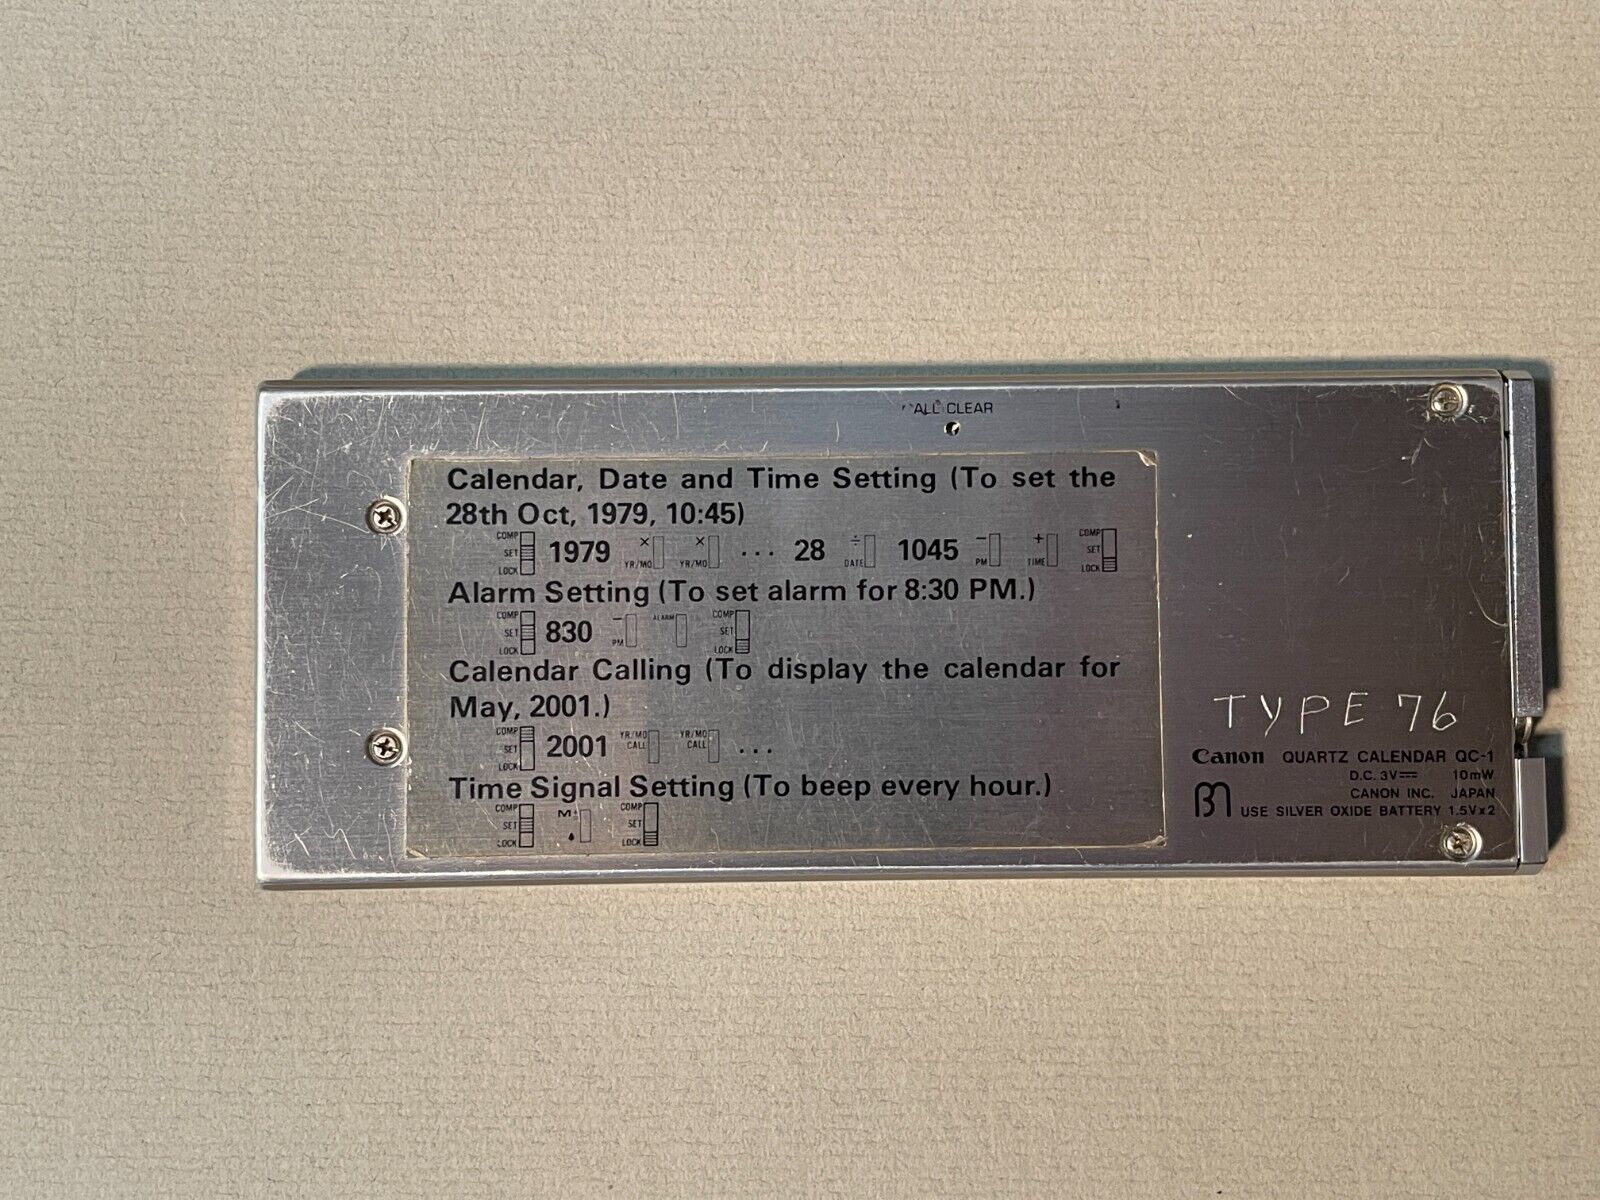 ALL CLEAR
Calendar, Date and Time Setting (To set the
28th Oct, 1979, 10:45)
COMP SET LOCK 1979 × YR/MO × YR/MO ... 28 ÷ DATE 1045 − PM + TIME COMP SET LOCK
Alarm Setting (To set alarm for 8:30 PM.)
COMP SET LOCK 830 − PM ALARM COMP SET LOCK
Calendar Calling (To display the calendar for
May, 2001.)
COMP SET LOCK 2001 YR/MO CALL YR/MO CALL ...
Time Signal Setting (To beep every hour.)
COMP SET LOCK M COMP SET LOCK
TYPE 76
Canon QUARTZ CALENDAR QC-1
D.C. 3V 10mW
CANON INC. JAPAN
USE SILVER OXIDE BATTERY 1.5V×2